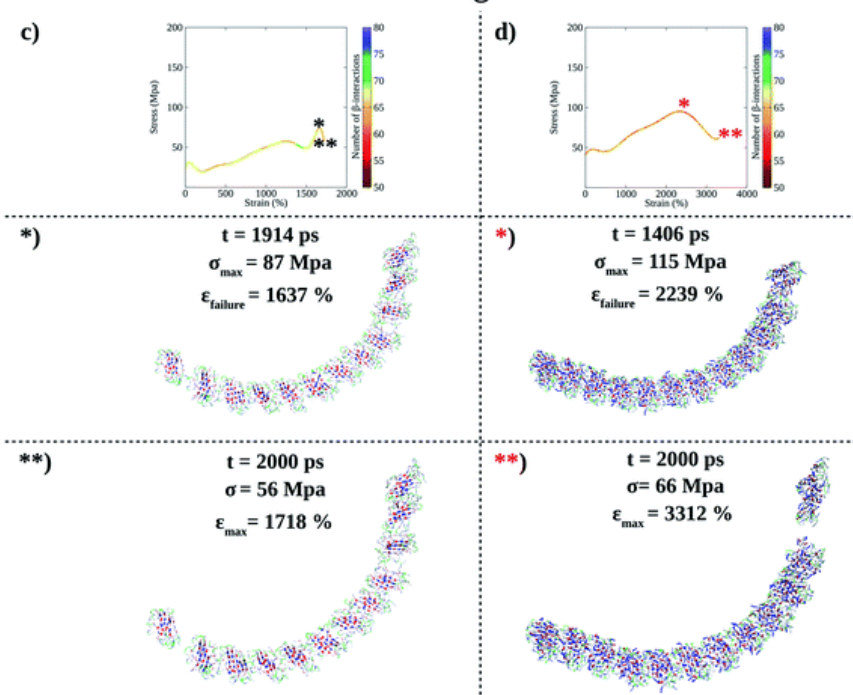 g
c)
200
150
100
50
Stress (Mpa)
0 500 1000 1500 2000
Strain (%)
*
**
80
75
70
65
60
55
50
Number of β-interactions
d)
200
150
100
50
Stress (Mpa)
0 1000 2000 3000 4000
Strain (%)
*
**
80
75
70
65
60
55
50
Number of β-interactions
*)
t = 1914 ps
σmax = 87 Mpa
εfailure = 1637 %
*)
t = 1406 ps
σmax = 115 Mpa
εfailure = 2239 %
**)
t = 2000 ps
σ = 56 Mpa
εmax = 1718 %
**)
t = 2000 ps
σ= 66 Mpa
εmax = 3312 %